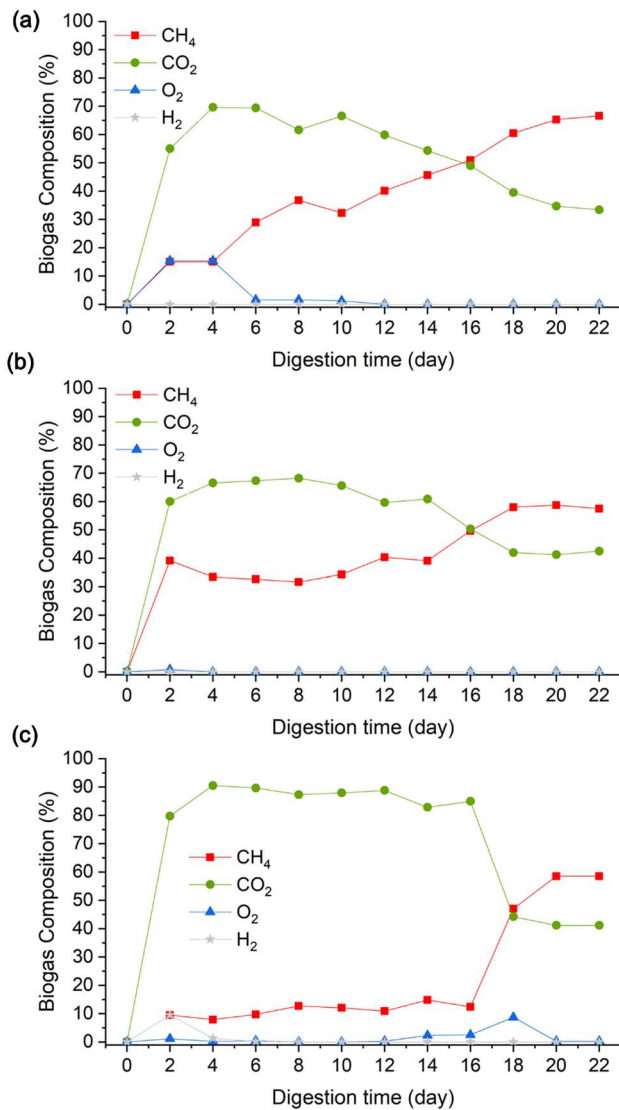 (a)
CH₄
CO₂
O₂
H₂
100
90
80
70
60
50
40
30
20
10
0
Biogas Composition (%)
0 2 4 6 8 10 12 14 16 18 20 22
Digestion time (day)
(b)
CH₄
CO₂
O₂
H₂
100
90
80
70
60
50
40
30
20
10
0
Biogas Composition (%)
0 2 4 6 8 10 12 14 16 18 20 22
Digestion time (day)
(c)
100
90
80
70
60
50
40
30
20
10
0
Biogas Composition (%)
CH₄
CO₂
O₂
H₂
0 2 4 6 8 10 12 14 16 18 20 22
Digestion time (day)